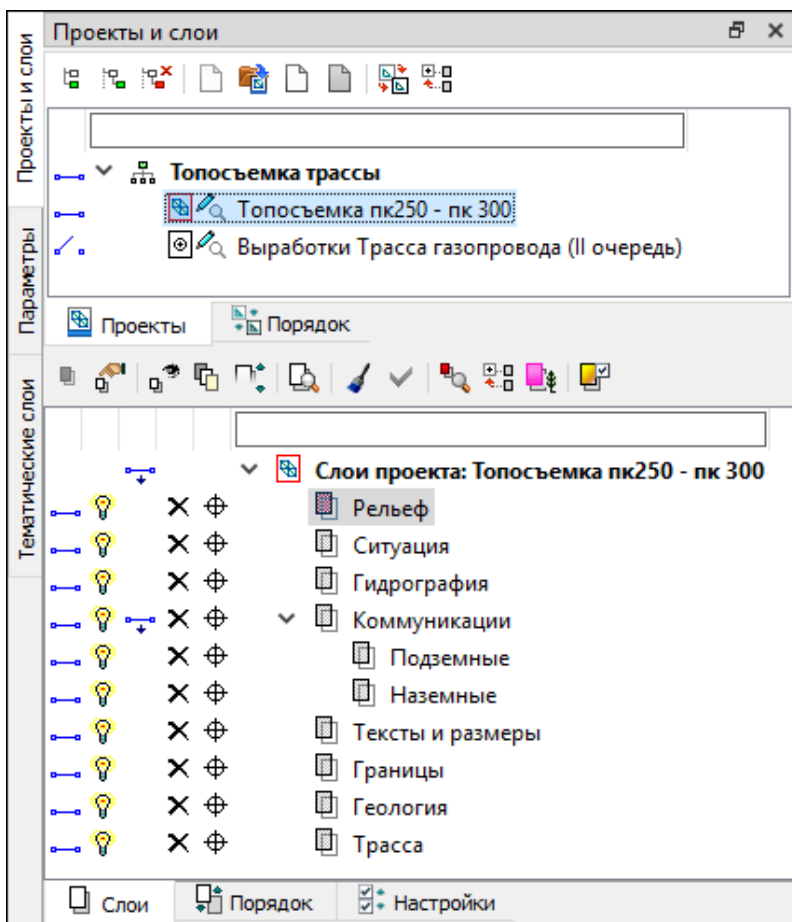 Проекты и слои
Проекты и слои
Параметры
Тематические слои
Топосъемка трассы
Топосъемка пк250 - пк 300
Выработки Трасса газопровода (II очередь)
Проекты
Порядок
Слои проекта: Топосъемка пк250 - пк 300
Рельеф
Ситуация
Гидрография
Коммуникации
Подземные
Наземные
Тексты и размеры
Границы
Геология
Трасса
Слои
Порядок
Настройки